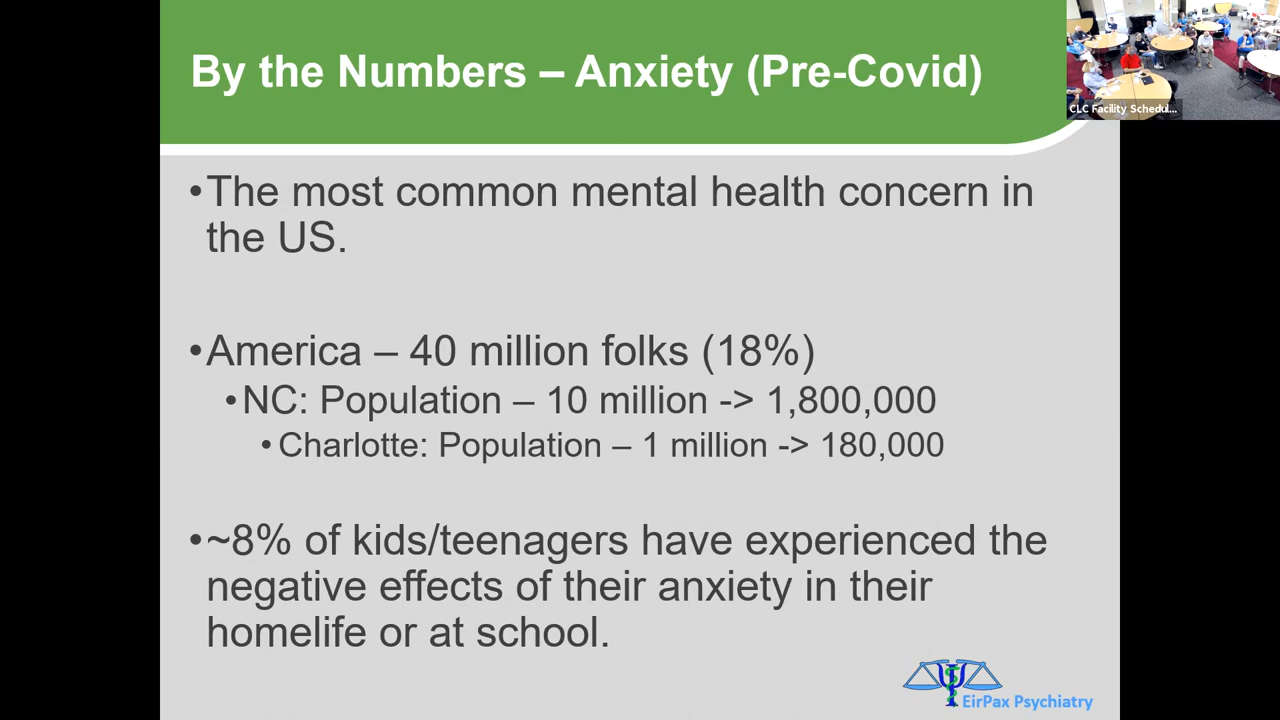 By the Numbers – Anxiety (Pre-Covid)
CLC Facility Schedul...
•The most common mental health concern in
the US.
•America – 40 million folks (18%)
•NC: Population – 10 million -> 1,800,000
•Charlotte: Population – 1 million -> 180,000
•~8% of kids/teenagers have experienced the
negative effects of their anxiety in their
homelife or at school.
EirPax Psychiatry